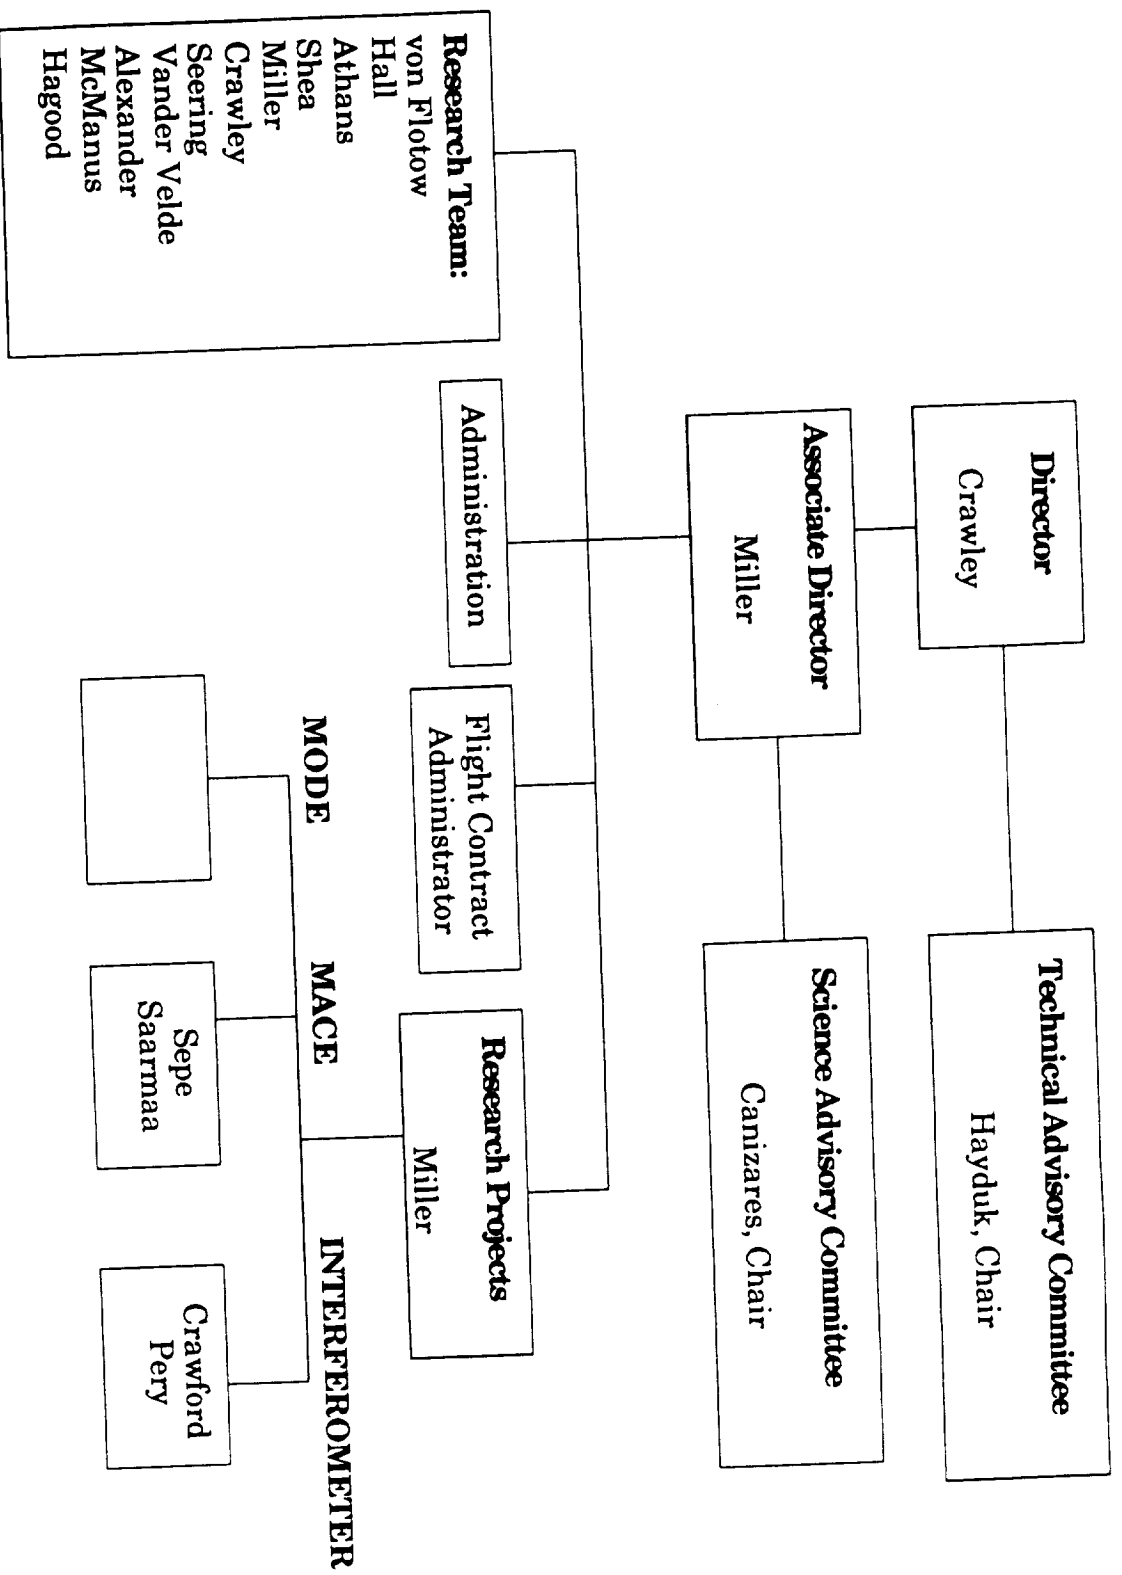 Director
Crawley
Technical Advisory Committee
Hayduk, Chair
Associate Director
Miller
Science Advisory Committee
Canizares, Chair
Research Team:
von Flotow
Hall
Athans
Shea
Miller
Crawley
Seering
Vander Velde
Alexander
McManus
Hagood
Administration
Flight Contract
Administrator
Research Projects
Miller
MODE
MACE
INTERFEROMETER
Sepe
Saarmaa
Crawford
Pery